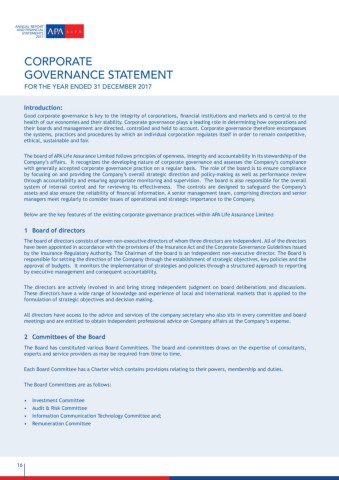 ANNUAL REPORT
AND FINANCIAL
STATEMENTS
2017
APA LIFE
CORPORATE
GOVERNANCE STATEMENT
FOR THE YEAR ENDED 31 DECEMBER 2017
Introduction:
Good corporate governance is key to the integrity of corporations, financial institutions and markets and is central to the
health of our economies and their stability. Corporate governance plays a leading role in determining how corporations and
their boards and management are directed, controlled and held to account. Corporate governance therefore encompasses
the systems, practices and procedures by which an individual corporation regulates itself in order to remain competitive,
ethical, sustainable and fair.
The board of APA Life Assurance Limited follows principles of openness, integrity and accountability in its stewardship of the
Company's affairs. It recognises the developing nature of corporate governance and assesses the Company's compliance
with generally accepted corporate governance practice on a regular basis. The role of the board is to ensure compliance
by focusing on and providing the Company's overall strategic direction and policy-making as well as performance review
through accountability and ensuring appropriate monitoring and supervision. The board is also responsible for the overall
system of internal control and for reviewing its effectiveness. The controls are designed to safeguard the Company's
assets and also ensure the reliability of financial information. A senior management team, comprising directors and senior
managers meet regularly to consider issues of operational and strategic importance to the Company.
Below are the key features of the existing corporate governance practices within APA Life Assurance Limited:
1 Board of directors
The board of directors consists of seven non-executive directors of whom three directors are independent. All of the directors
have been appointed in accordance with the provisions of the Insurance Act and the Corporate Governance Guidelines issued
by the Insurance Regulatory Authority. The Chairman of the board is an independent non-executive director. The Board is
responsible for setting the direction of the Company through the establishment of strategic objectives, key policies and the
approval of budgets. It monitors the implementation of strategies and policies through a structured approach to reporting
by executive management and consequent accountability.
The directors are actively involved in and bring strong independent judgment on board deliberations and discussions.
These directors have a wide range of knowledge and experience of local and international markets that is applied to the
formulation of strategic objectives and decision making.
All directors have access to the advice and services of the company secretary who also sits in every committee and board
meetings and are entitled to obtain independent professional advice on Company affairs at the Company's expense.
2 Committees of the Board
The Board has constituted various Board Committees. The board and committees draws on the expertise of consultants,
experts and service providers as may be required from time to time.
Each Board Committee has a Charter which contains provisions relating to their powers, membership and duties.
The Board Committees are as follows:
• Investment Committee
• Audit & Risk Committee
• Information Communication Technology Committee and;
• Remuneration Committee
16